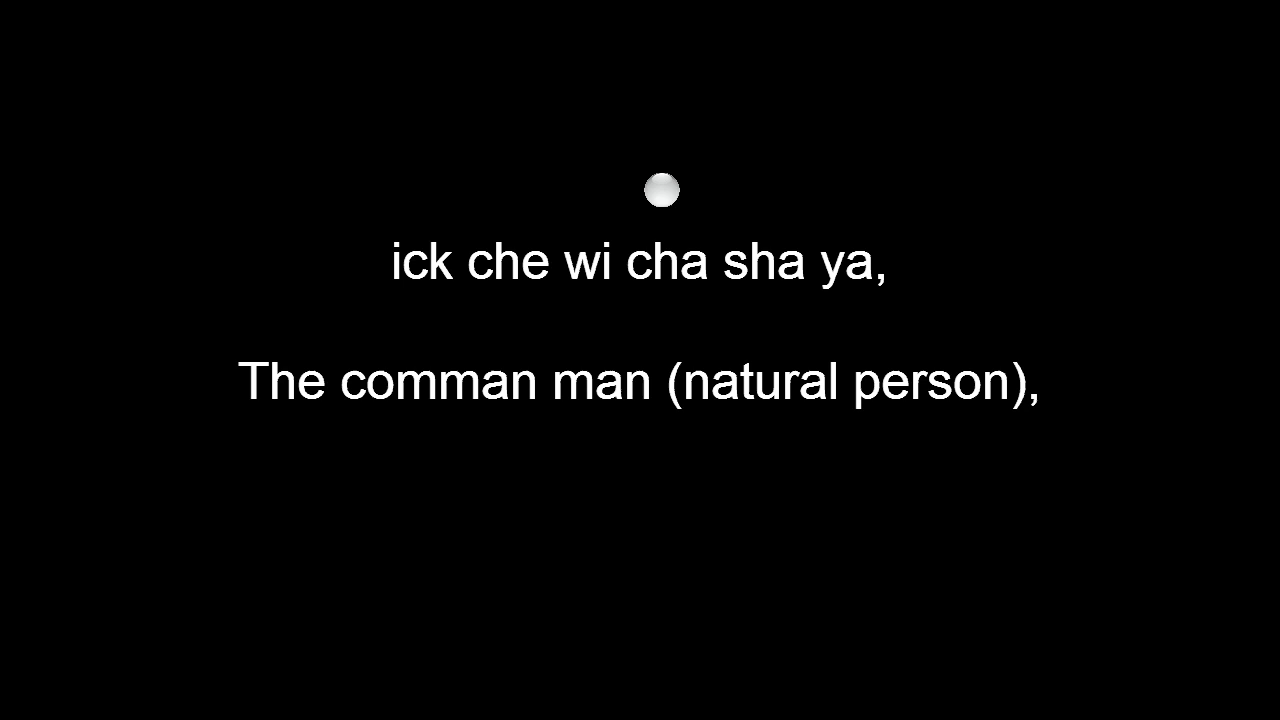 ick che wi cha sha ya,
The comman man (natural person),